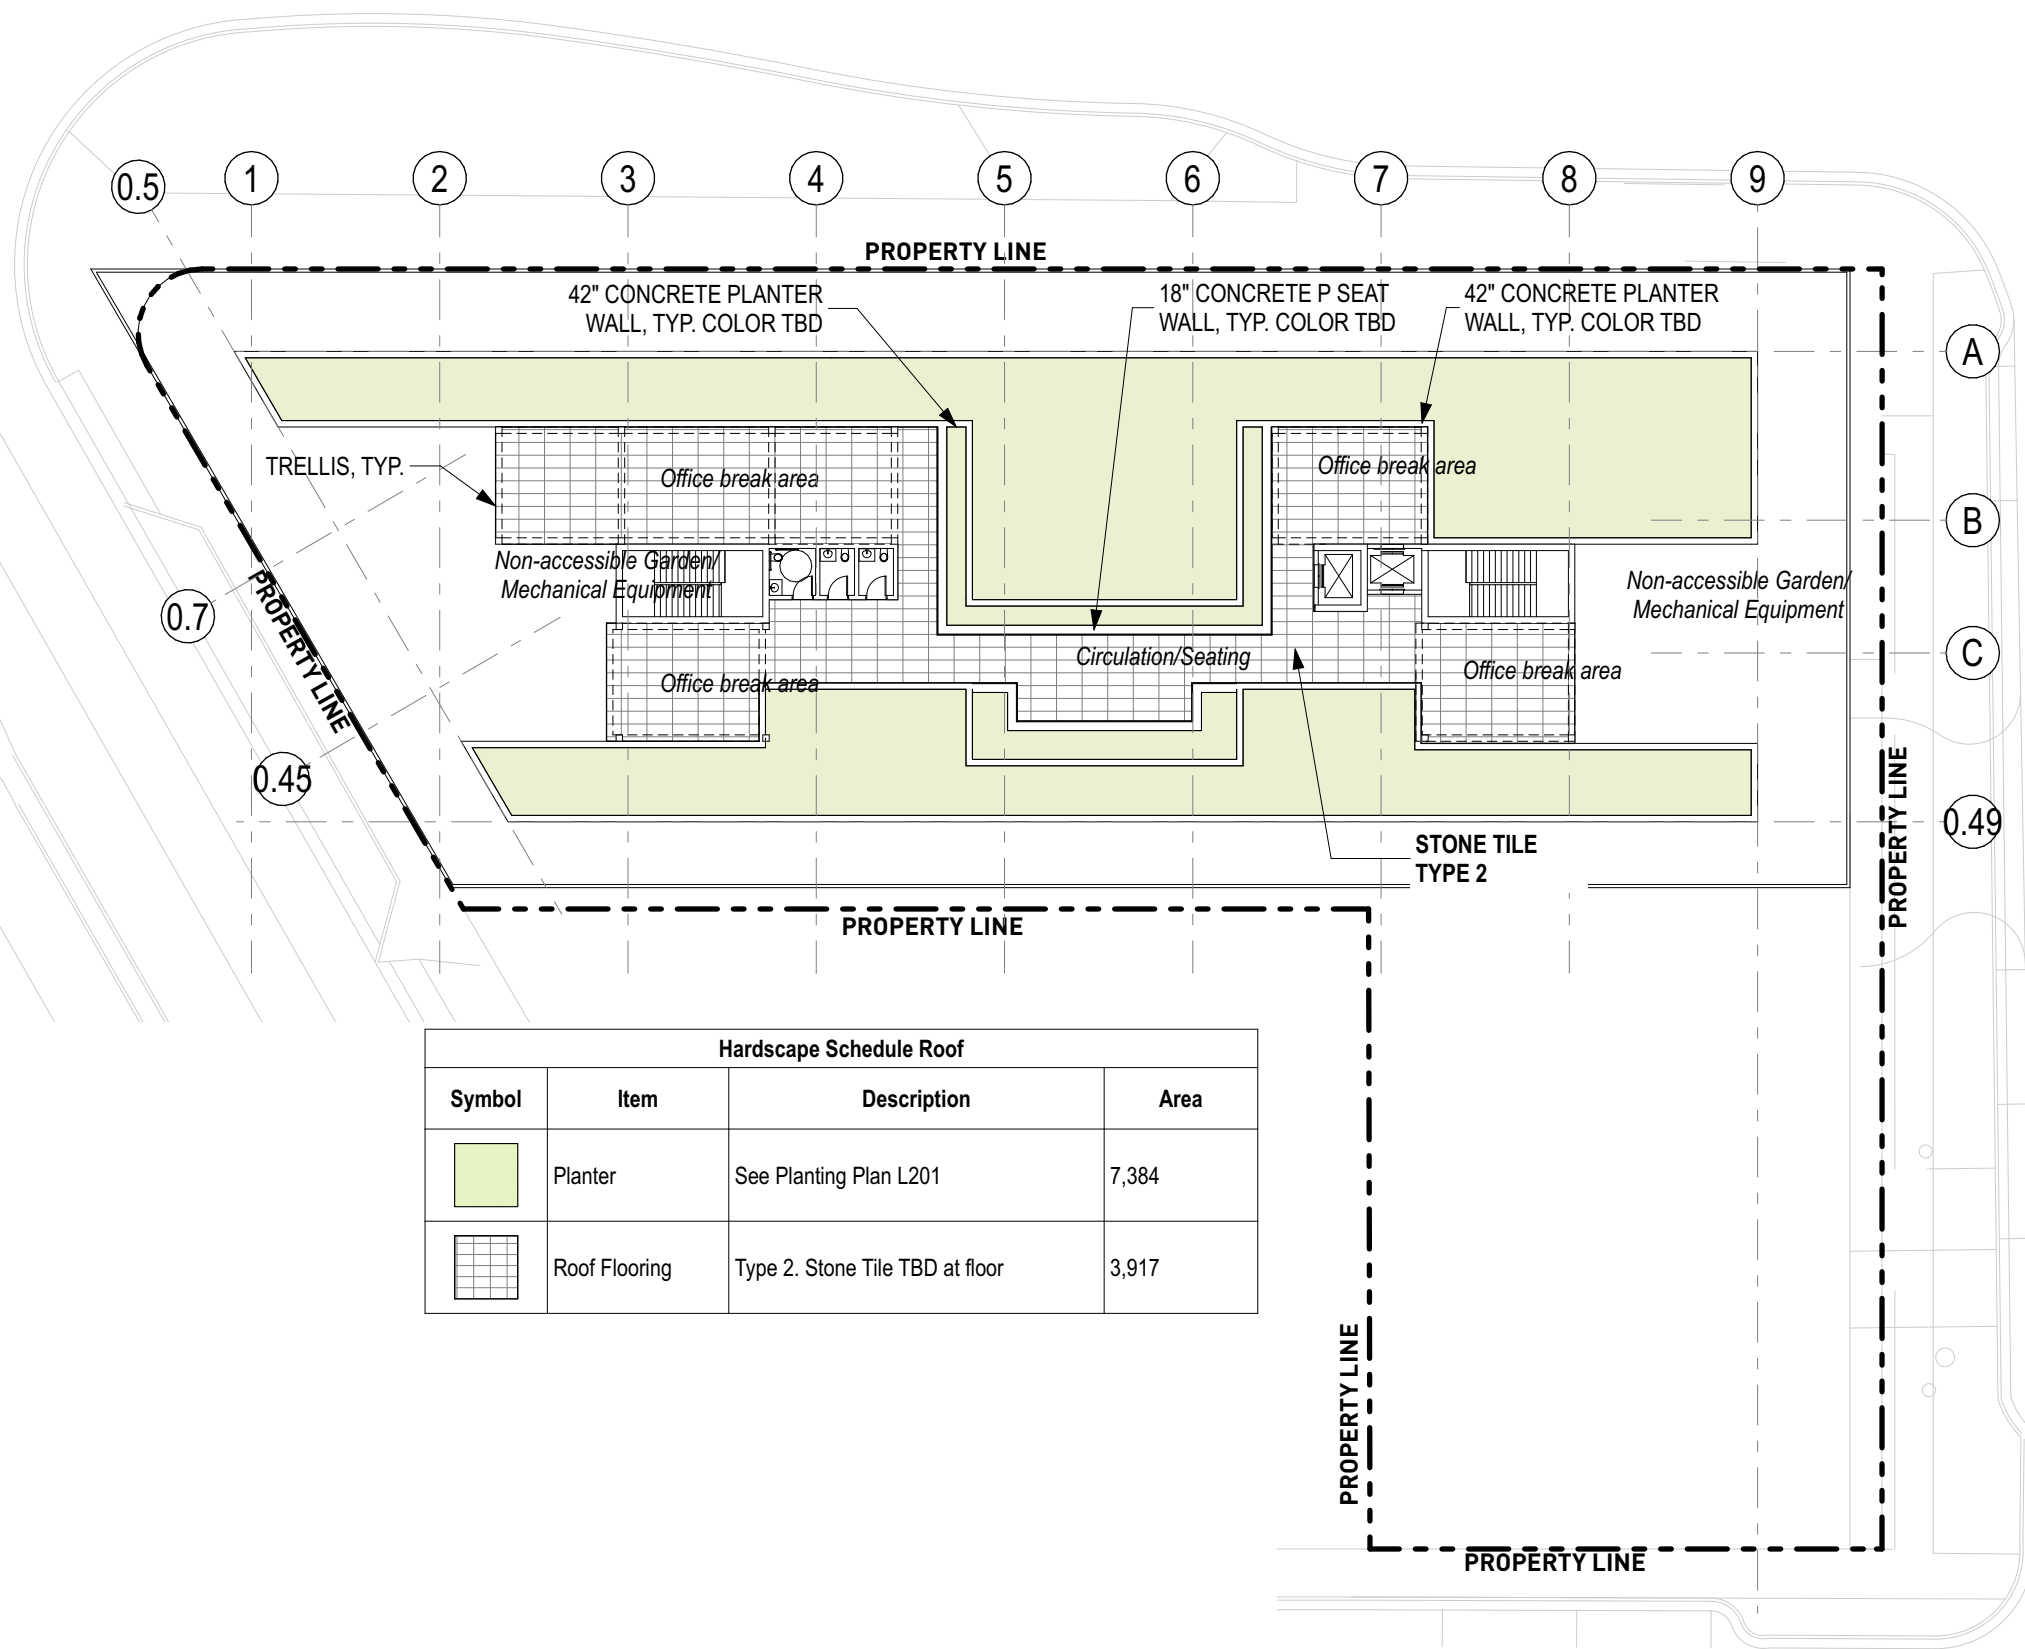 0.5
1
2
3
4
5
6
7
8
9
PROPERTY LINE
42" CONCRETE PLANTER
WALL, TYP. COLOR TBD
18" CONCRETE P SEAT
WALL, TYP. COLOR TBD
42" CONCRETE PLANTER
WALL, TYP. COLOR TBD
A
TRELLIS, TYP.
Office break area
Office break area
B
Non-accessible Garden/
Mechanical Equipment
Non-accessible Garden/
Mechanical Equipment
0.7
PROPERTY LINE
Circulation/Seating
C
Office break area
Office break area
0.45
PROPERTY LINE
0.49
STONE TILE
TYPE 2
PROPERTY LINE
Hardscape Schedule Roof
Symbol Item Description Area
Planter See Planting Plan L201 7,384
Roof Flooring Type 2. Stone Tile TBD at floor 3,917
PROPERTY LINE
PROPERTY LINE